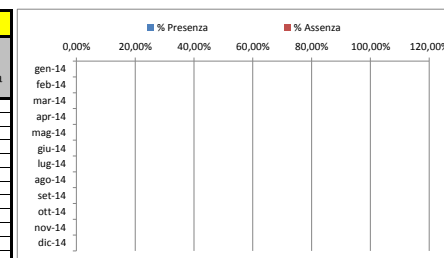 % Presenza % Assenza
0,00% 20,00% 40,00% 60,00% 80,00% 100,00% 120,00%
gen-14
feb-14
mar-14
apr-14
mag-14
giu-14
lug-14
ago-14
set-14
ott-14
nov-14
dic-14